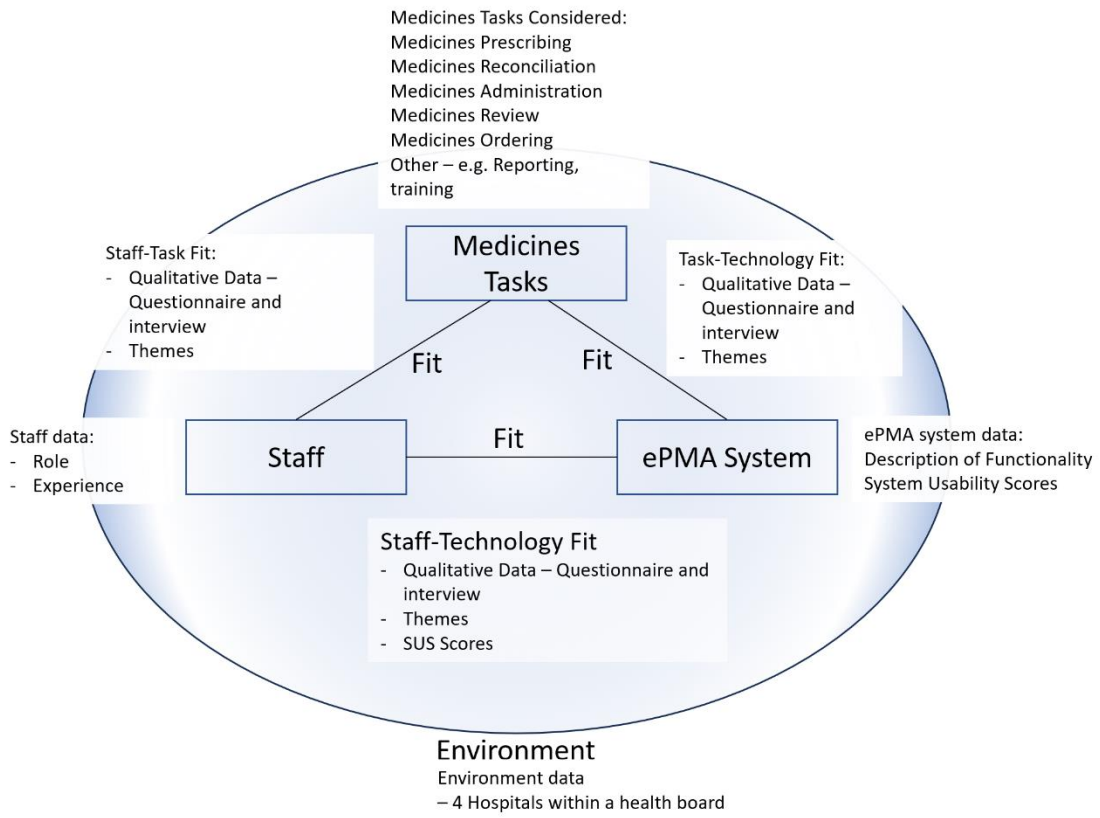 Medicines Tasks Considered:
Medicines Prescribing
Medicines Reconciliation
Medicines Administration
Medicines Review
Medicines Ordering
Other – e.g. Reporting,
training
Medicines
Tasks
Staff-Task Fit:
- Qualitative Data –
Questionnaire and
interview
- Themes
Task-Technology Fit:
- Qualitative Data –
Questionnaire and
interview
- Themes
Fit
Fit
Staff data:
- Role
- Experience
Staff
Fit
ePMA System
ePMA system data:
Description of Functionality
System Usability Scores
Staff-Technology Fit
- Qualitative Data – Questionnaire and
interview
- Themes
- SUS Scores
Environment
Environment data
– 4 Hospitals within a health board